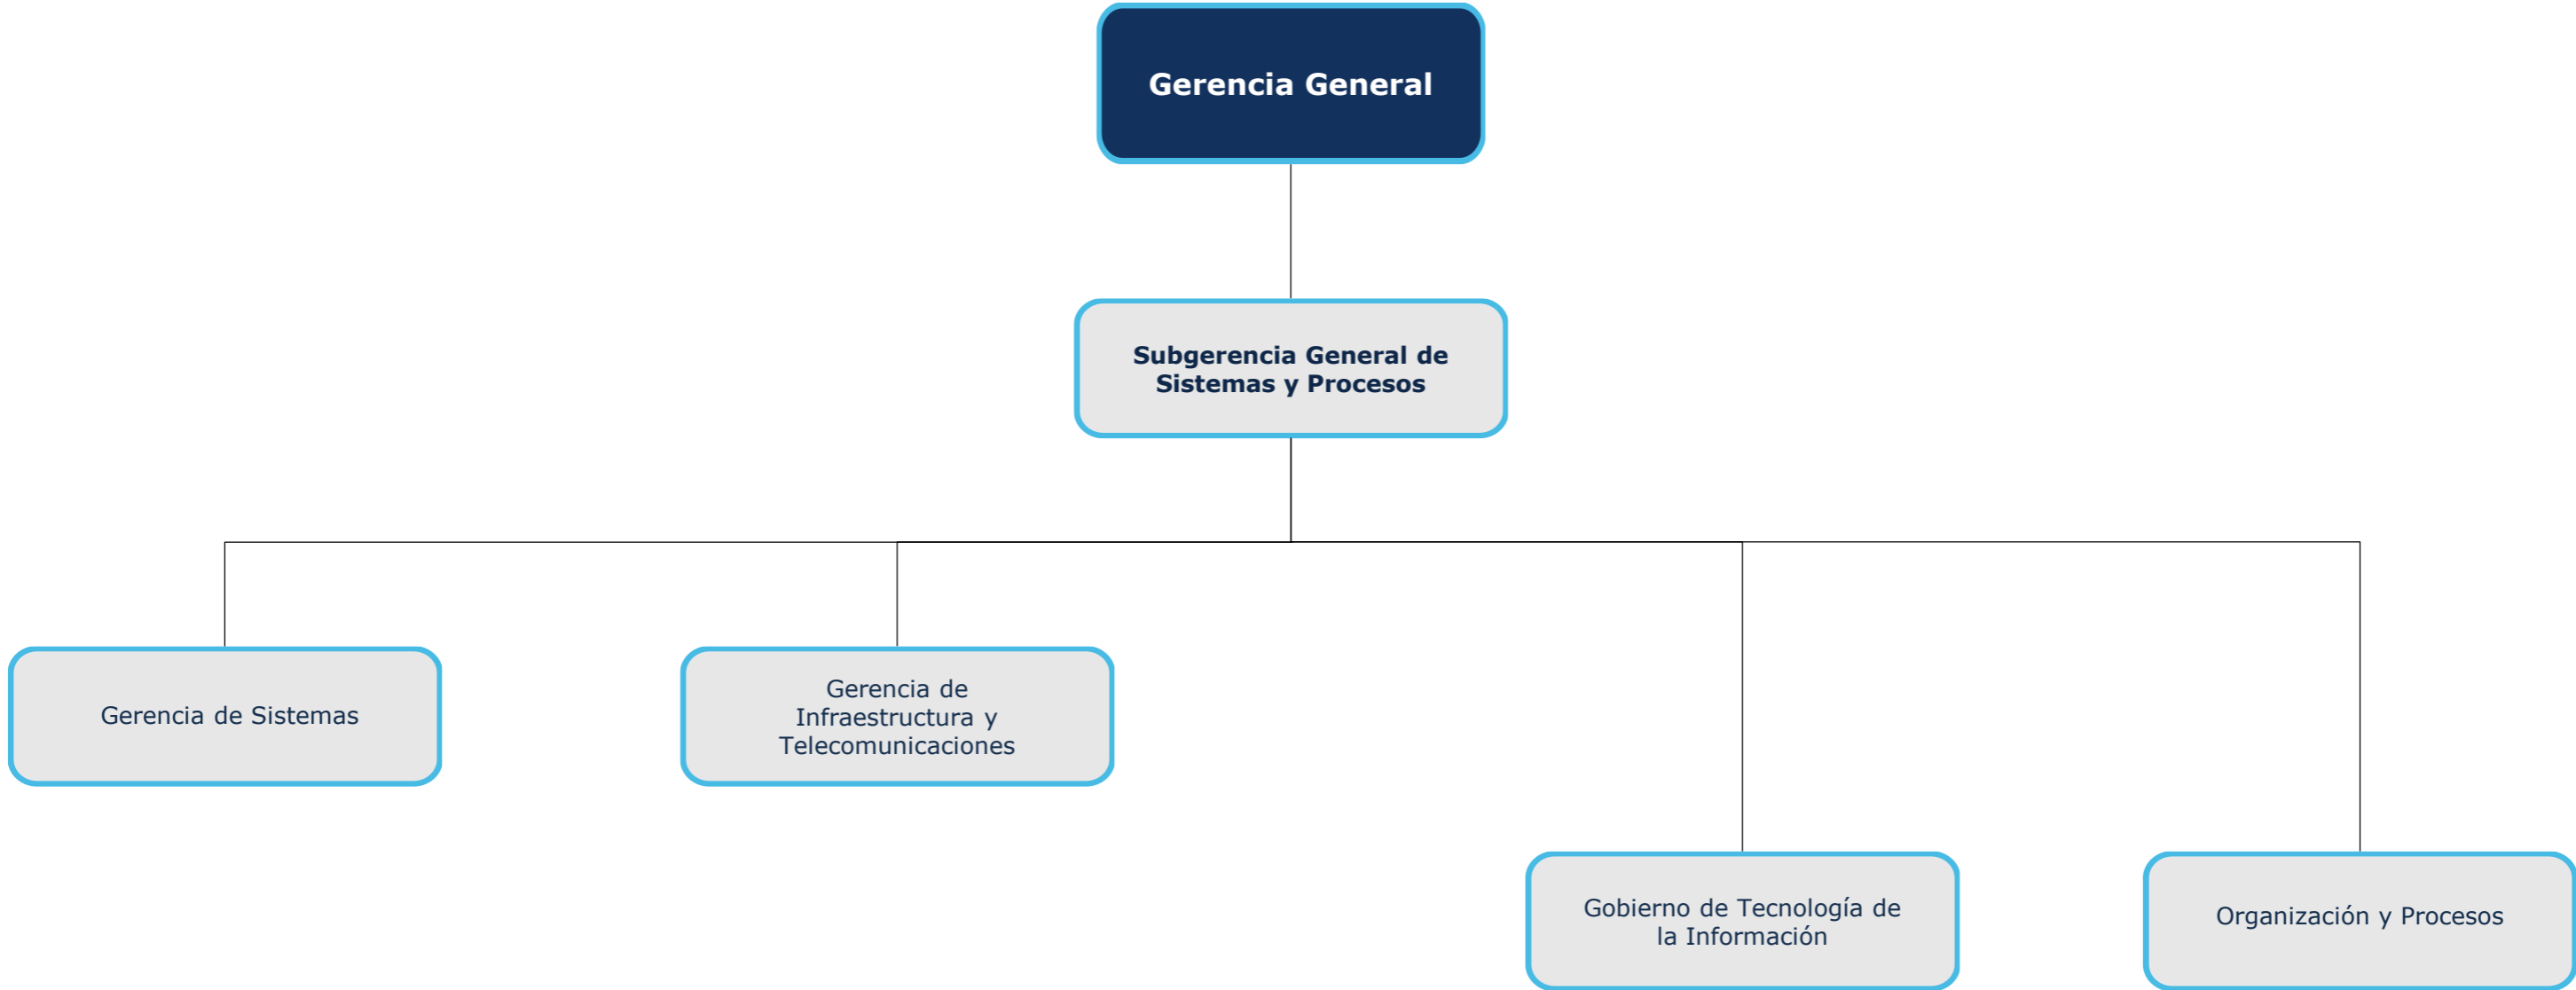 Gerencia General
Subgerencia General de
Sistemas y Procesos
Gerencia de Sistemas
Gerencia de
Infraestructura y
Telecomunicaciones
Gobierno de Tecnología de
la Información
Organización y Procesos